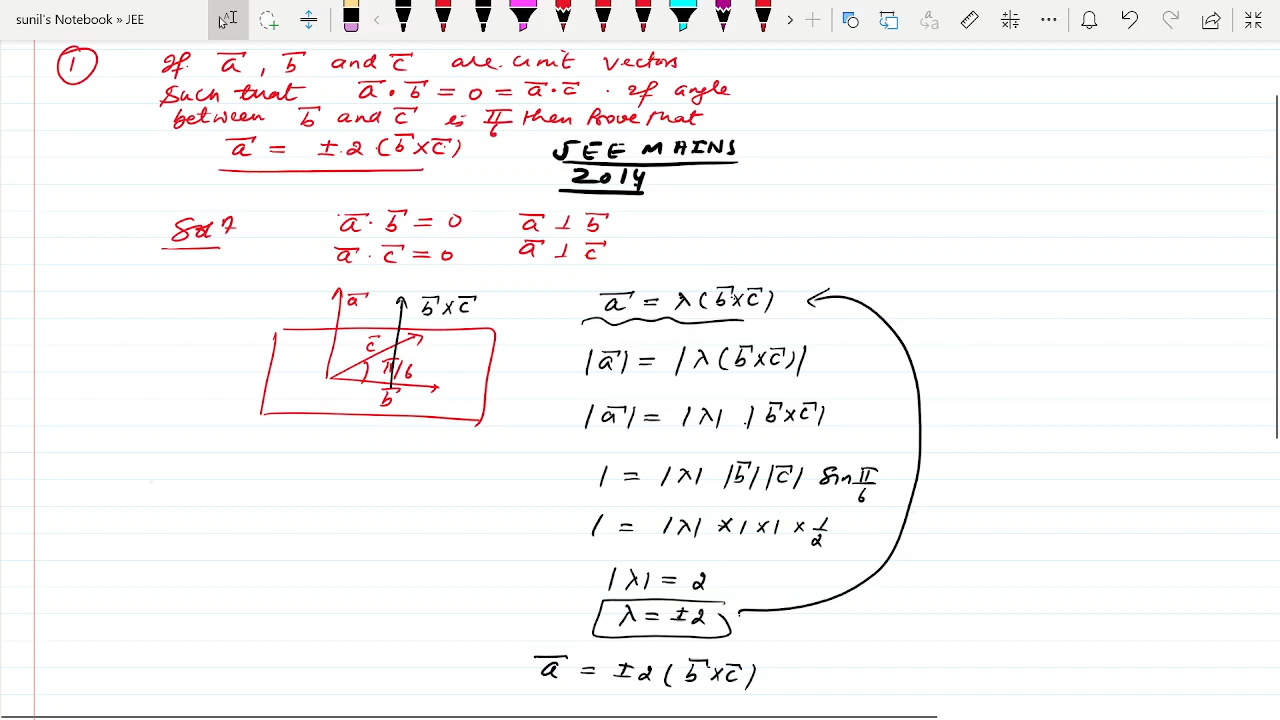 sunil's Notebook » JEE
① If a̅, b̅ and c̅ are unit vectors
such that a̅ · b̅ = 0 = a̅ · c̅ . If angle
between b̅ and c̅ is π/6 then Prove that
a̅ = ± 2 · (b̅ × c̅)
JEE MAINS
2014
a̅ · b̅ = 0 a̅ ⊥ b̅
a̅ · c̅ = 0 a̅ ⊥ c̅
a̅
b̅ × c̅
c̅
π/6
b̅
a̅ = λ (b̅ × c̅)
|a̅| = |λ (b̅ × c̅)|
|a̅| = |λ| · |b̅ × c̅|
1 = |λ| |b̅| |c̅| Sin π/6
1 = |λ| × 1 × 1 × 1/2
|λ| = 2
λ = ± 2
a̅ = ± 2 (b̅ × c̅)